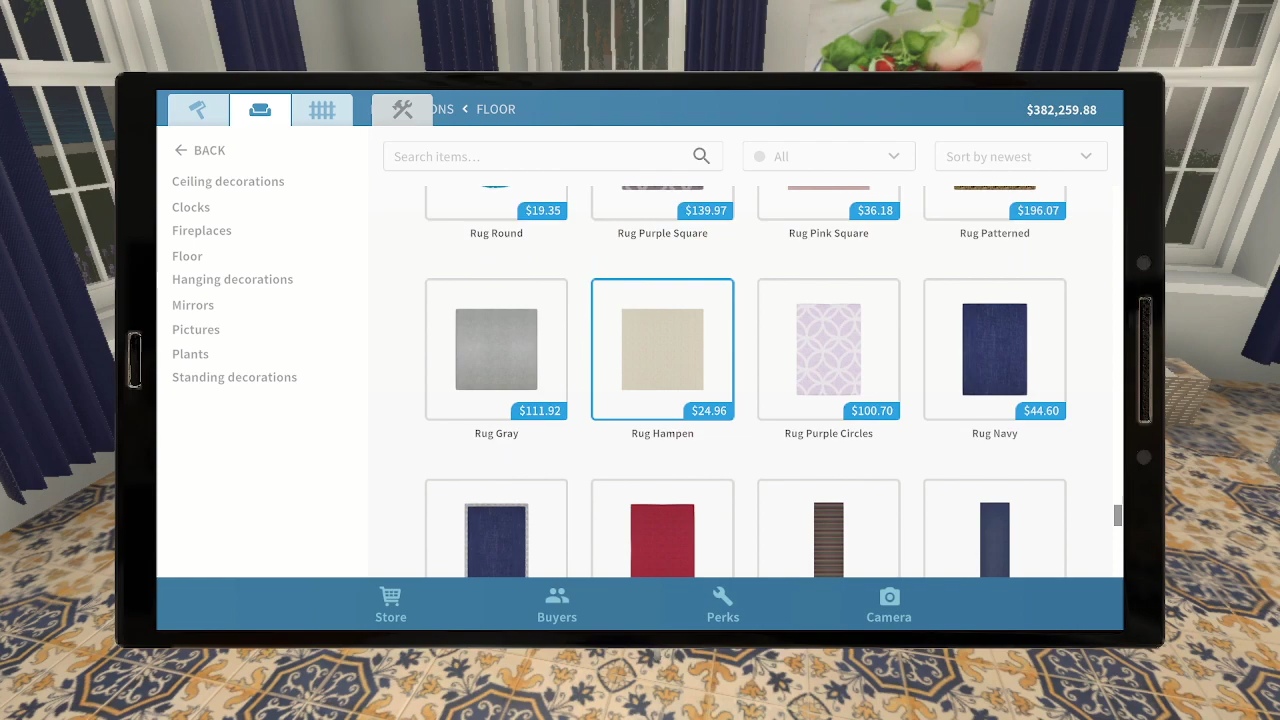 ONS < FLOOR
$382,259.88
BACK
Ceiling decorations
Clocks
Fireplaces
Floor
Hanging decorations
Mirrors
Pictures
Plants
Standing decorations
Search items...
All
Sort by newest
$19.35
$139.97
$36.18
$196.07
Rug Round
Rug Purple Square
Rug Pink Square
Rug Patterned
$111.92
$24.96
$100.70
$44.60
Rug Gray
Rug Hampen
Rug Purple Circles
Rug Navy
Store
Buyers
Perks
Camera